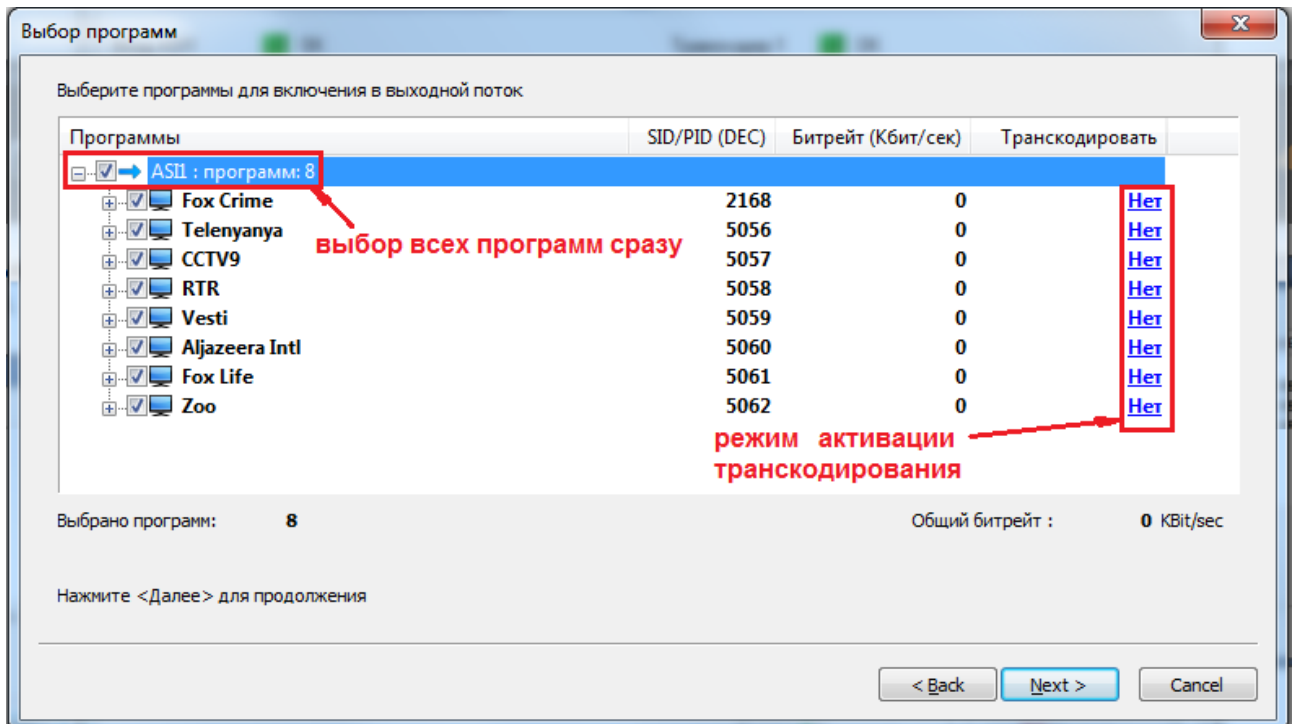 Выбор программ
Выберите программы для включения в выходной поток
Программы SID/PID (DEC) Битрейт (Кбит/сек) Транскодировать
ASI1 : программ: 8
Fox Crime 2168 0 Нет
Telenyanya 5056 0 Нет
выбор всех программ сразу
CCTV9 5057 0 Нет
RTR 5058 0 Нет
Vesti 5059 0 Нет
Aljazeera Intl 5060 0 Нет
Fox Life 5061 0 Нет
Zoo 5062 0 Нет
режим активации
транскодирования
Выбрано программ: 8 Общий битрейт : 0 KBit/sec
Нажмите <Далее> для продолжения
< Back Next > Cancel